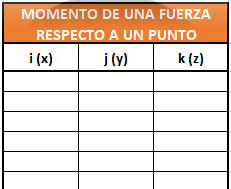 MOMENTO DE UNA FUERZA
RESPECTO A UN PUNTO
i (x) j (y) k (z)